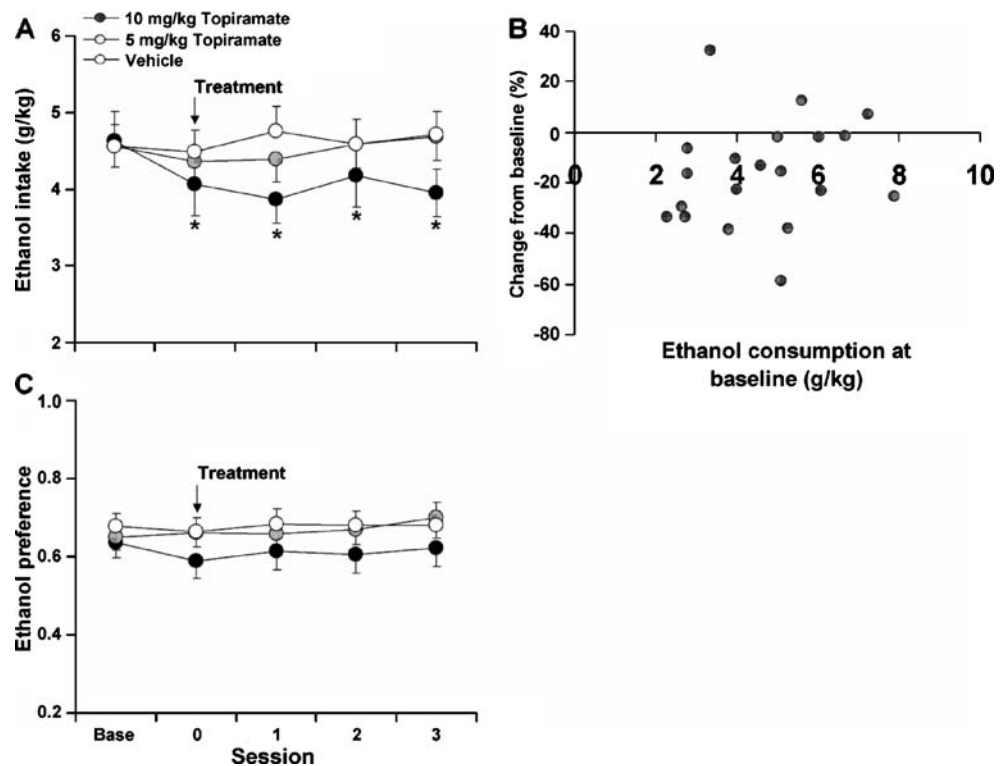 A
10 mg/kg Topiramate
5 mg/kg Topiramate
Vehicle
Treatment
Ethanol intake (g/kg)
6
5
4
3
2
* * * *
B
Change from baseline (%)
40
20
0
-20
-40
-60
-80
0 2 4 6 8 10
Ethanol consumption at
baseline (g/kg)
C
Treatment
Ethanol preference
1.0
0.8
0.6
0.4
0.2
Base 0 1 2 3
Session